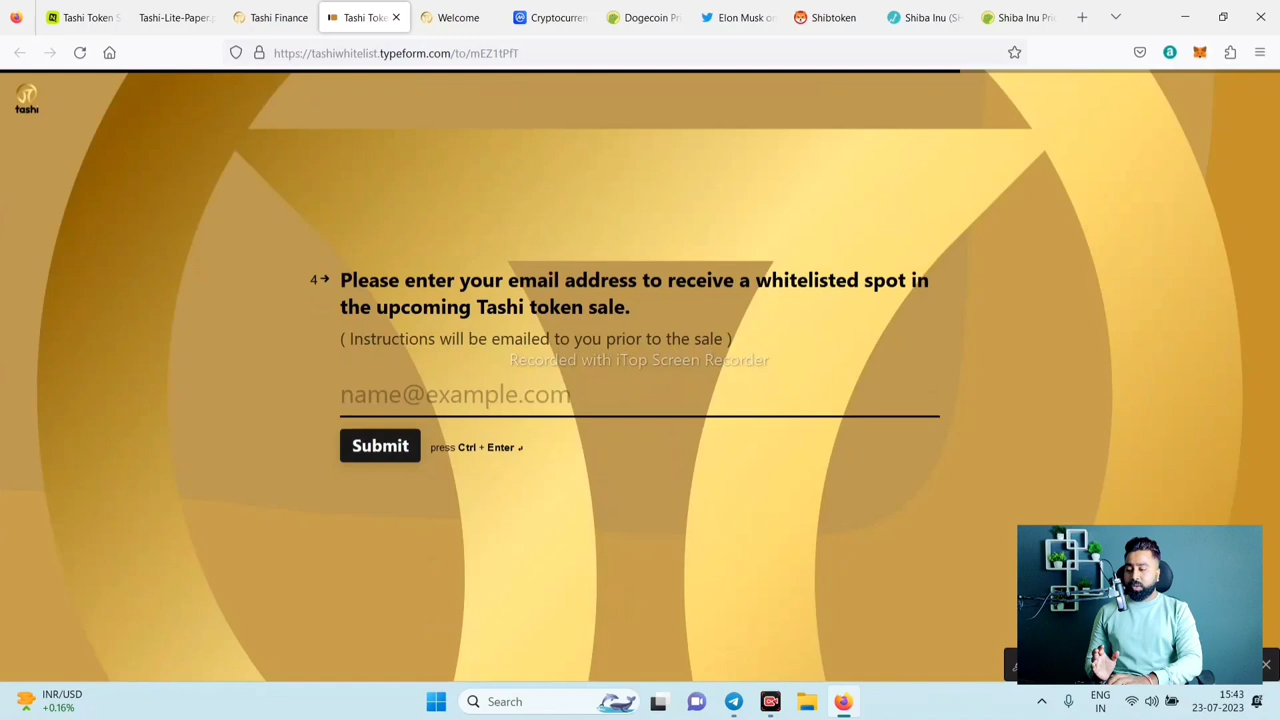 Tashi Token S
Tashi-Lite-Paper.p
Tashi Finance
Tashi Toke
Welcome
Cryptocurren
Dogecoin Pri
Elon Musk on
Shibtoken
Shiba Inu (SH
Shiba Inu Pri
https://tashiwhitelist.typeform.com/to/mEZ1tPfT
tashi
4 Please enter your email address to receive a whitelisted spot in
the upcoming Tashi token sale.
( Instructions will be emailed to you prior to the sale )
Recorded with iTop Screen Recorder
name@example.com
Submit
press Ctrl + Enter
INR/USD
+0.16%
Search
ENG
IN
15:43
23-07-2023